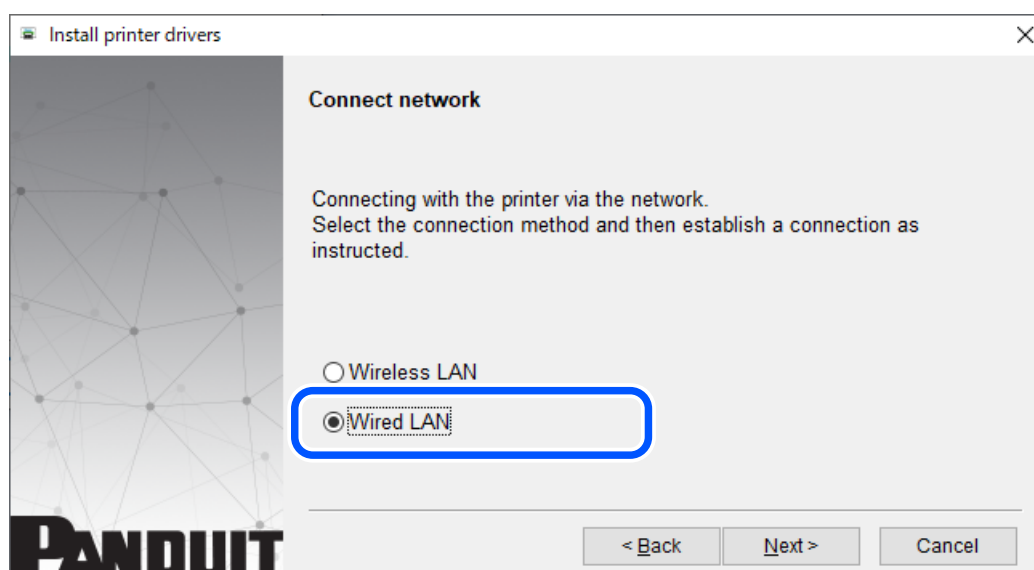 Install printer drivers
Connect network
Connecting with the printer via the network.
Select the connection method and then establish a connection as
instructed.
Wireless LAN
Wired LAN
PANDUIT
< Back
Next >
Cancel